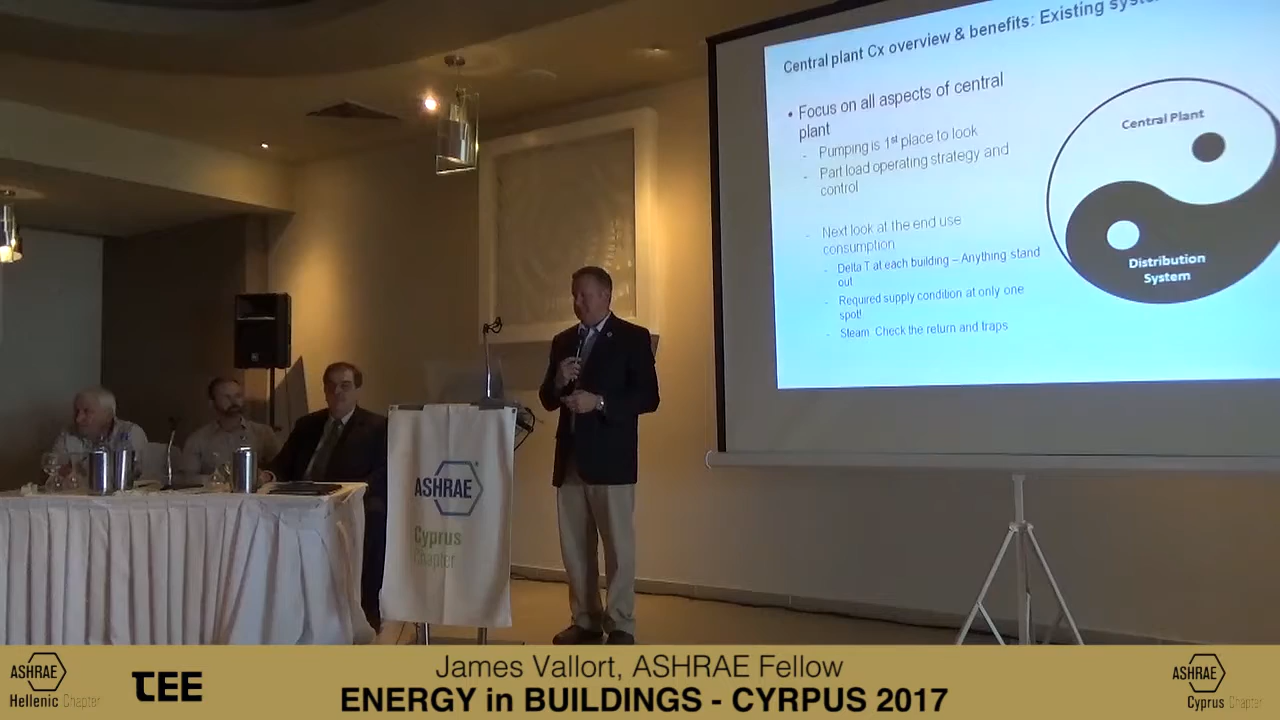 Central plant Cx overview & benefits: Existing
• Focus on all aspects of central
plant
- Pumping is 1st place to look
- Part load operating strategy and
control
- Next look at the end use
consumption
- Delta T at each building – Anything stand
out
- Required supply condition at only one
spot!
- Steam. Check the return and traps
Central Plant
Distribution
System
ASHRAE
Cyprus
Chapter
James Vallort, ASHRAE Fellow
ENERGY in BUILDINGS - CYRPUS 2017
ASHRAE
Hellenic Chapter
TEE
ASHRAE
Cyprus Chapter